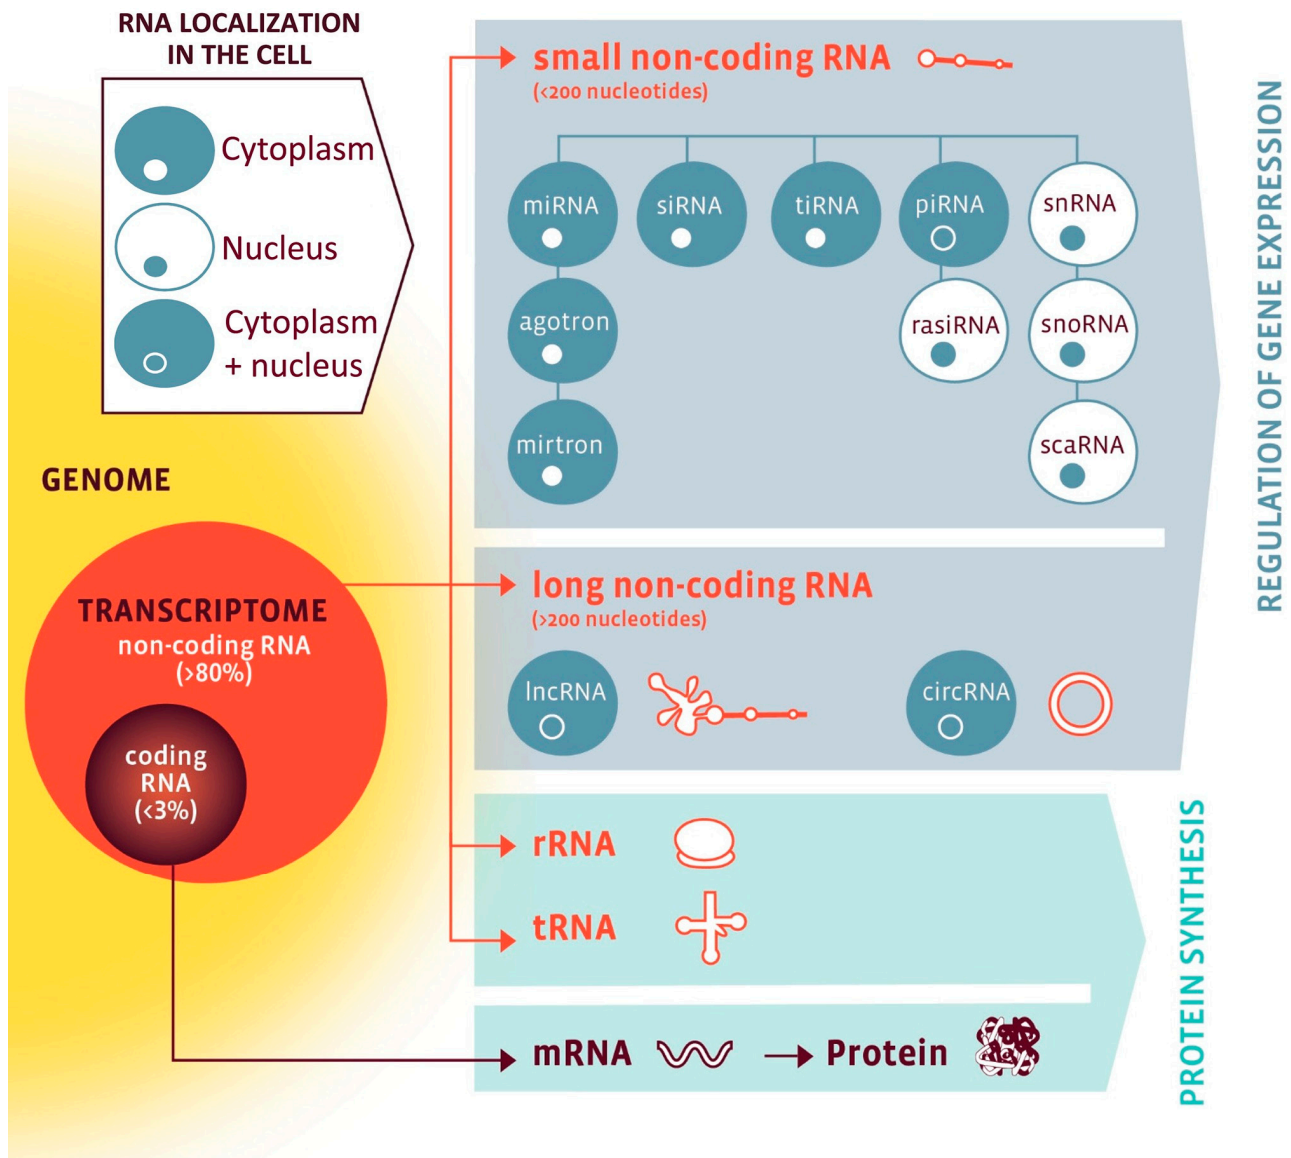 RNA LOCALIZATION
IN THE CELL
Cytoplasm
Nucleus
Cytoplasm
+ nucleus
GENOME
TRANSCRIPTOME
non-coding RNA
(>80%)
coding
RNA
(<3%)
small non-coding RNA
(<200 nucleotides)
miRNA
siRNA
tiRNA
piRNA
snRNA
agotron
rasiRNA
snoRNA
mirtron
scaRNA
long non-coding RNA
(>200 nucleotides)
lncRNA
circRNA
rRNA
tRNA
mRNA
Protein
REGULATION OF GENE EXPRESSION
PROTEIN SYNTHESIS